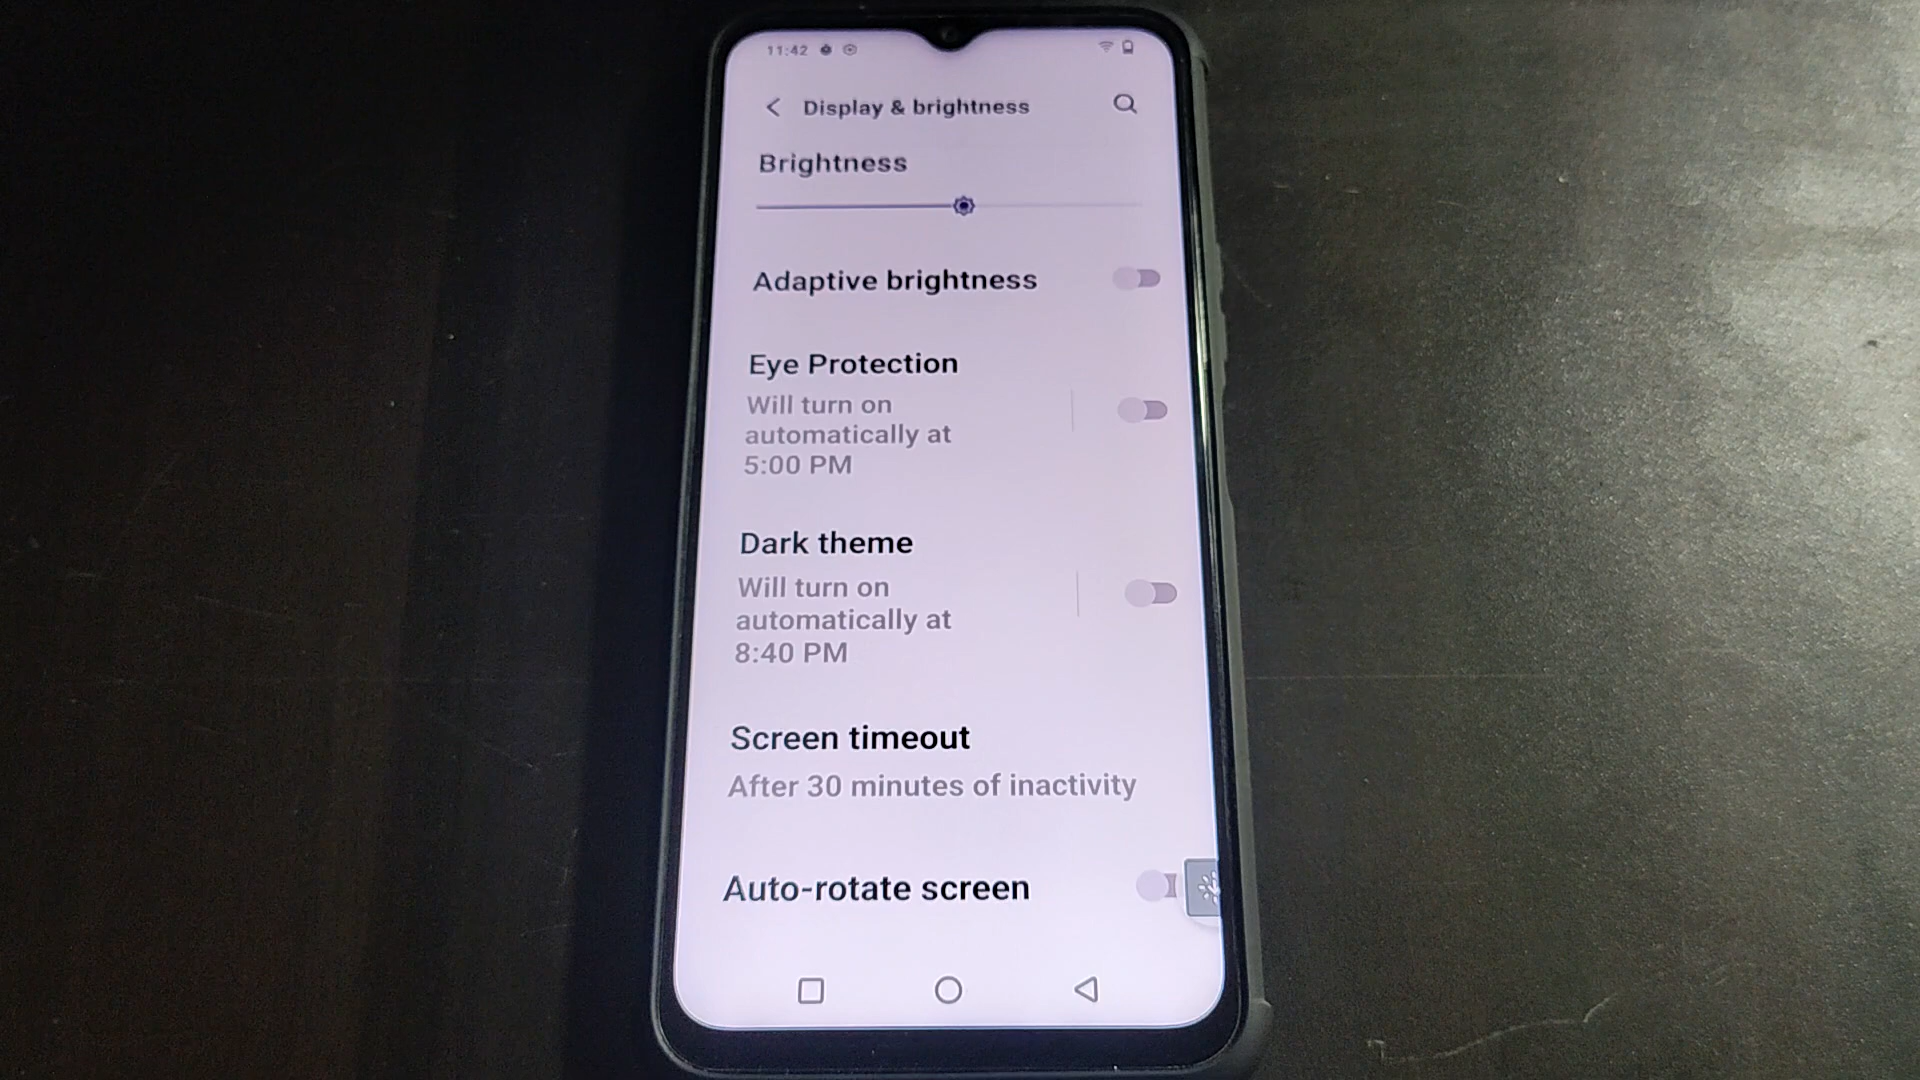 11:42
Display & brightness
Brightness
Adaptive brightness
Eye Protection
Will turn on
automatically at
5:00 PM
Dark theme
Will turn on
automatically at
8:40 PM
Screen timeout
After 30 minutes of inactivity
Auto-rotate screen